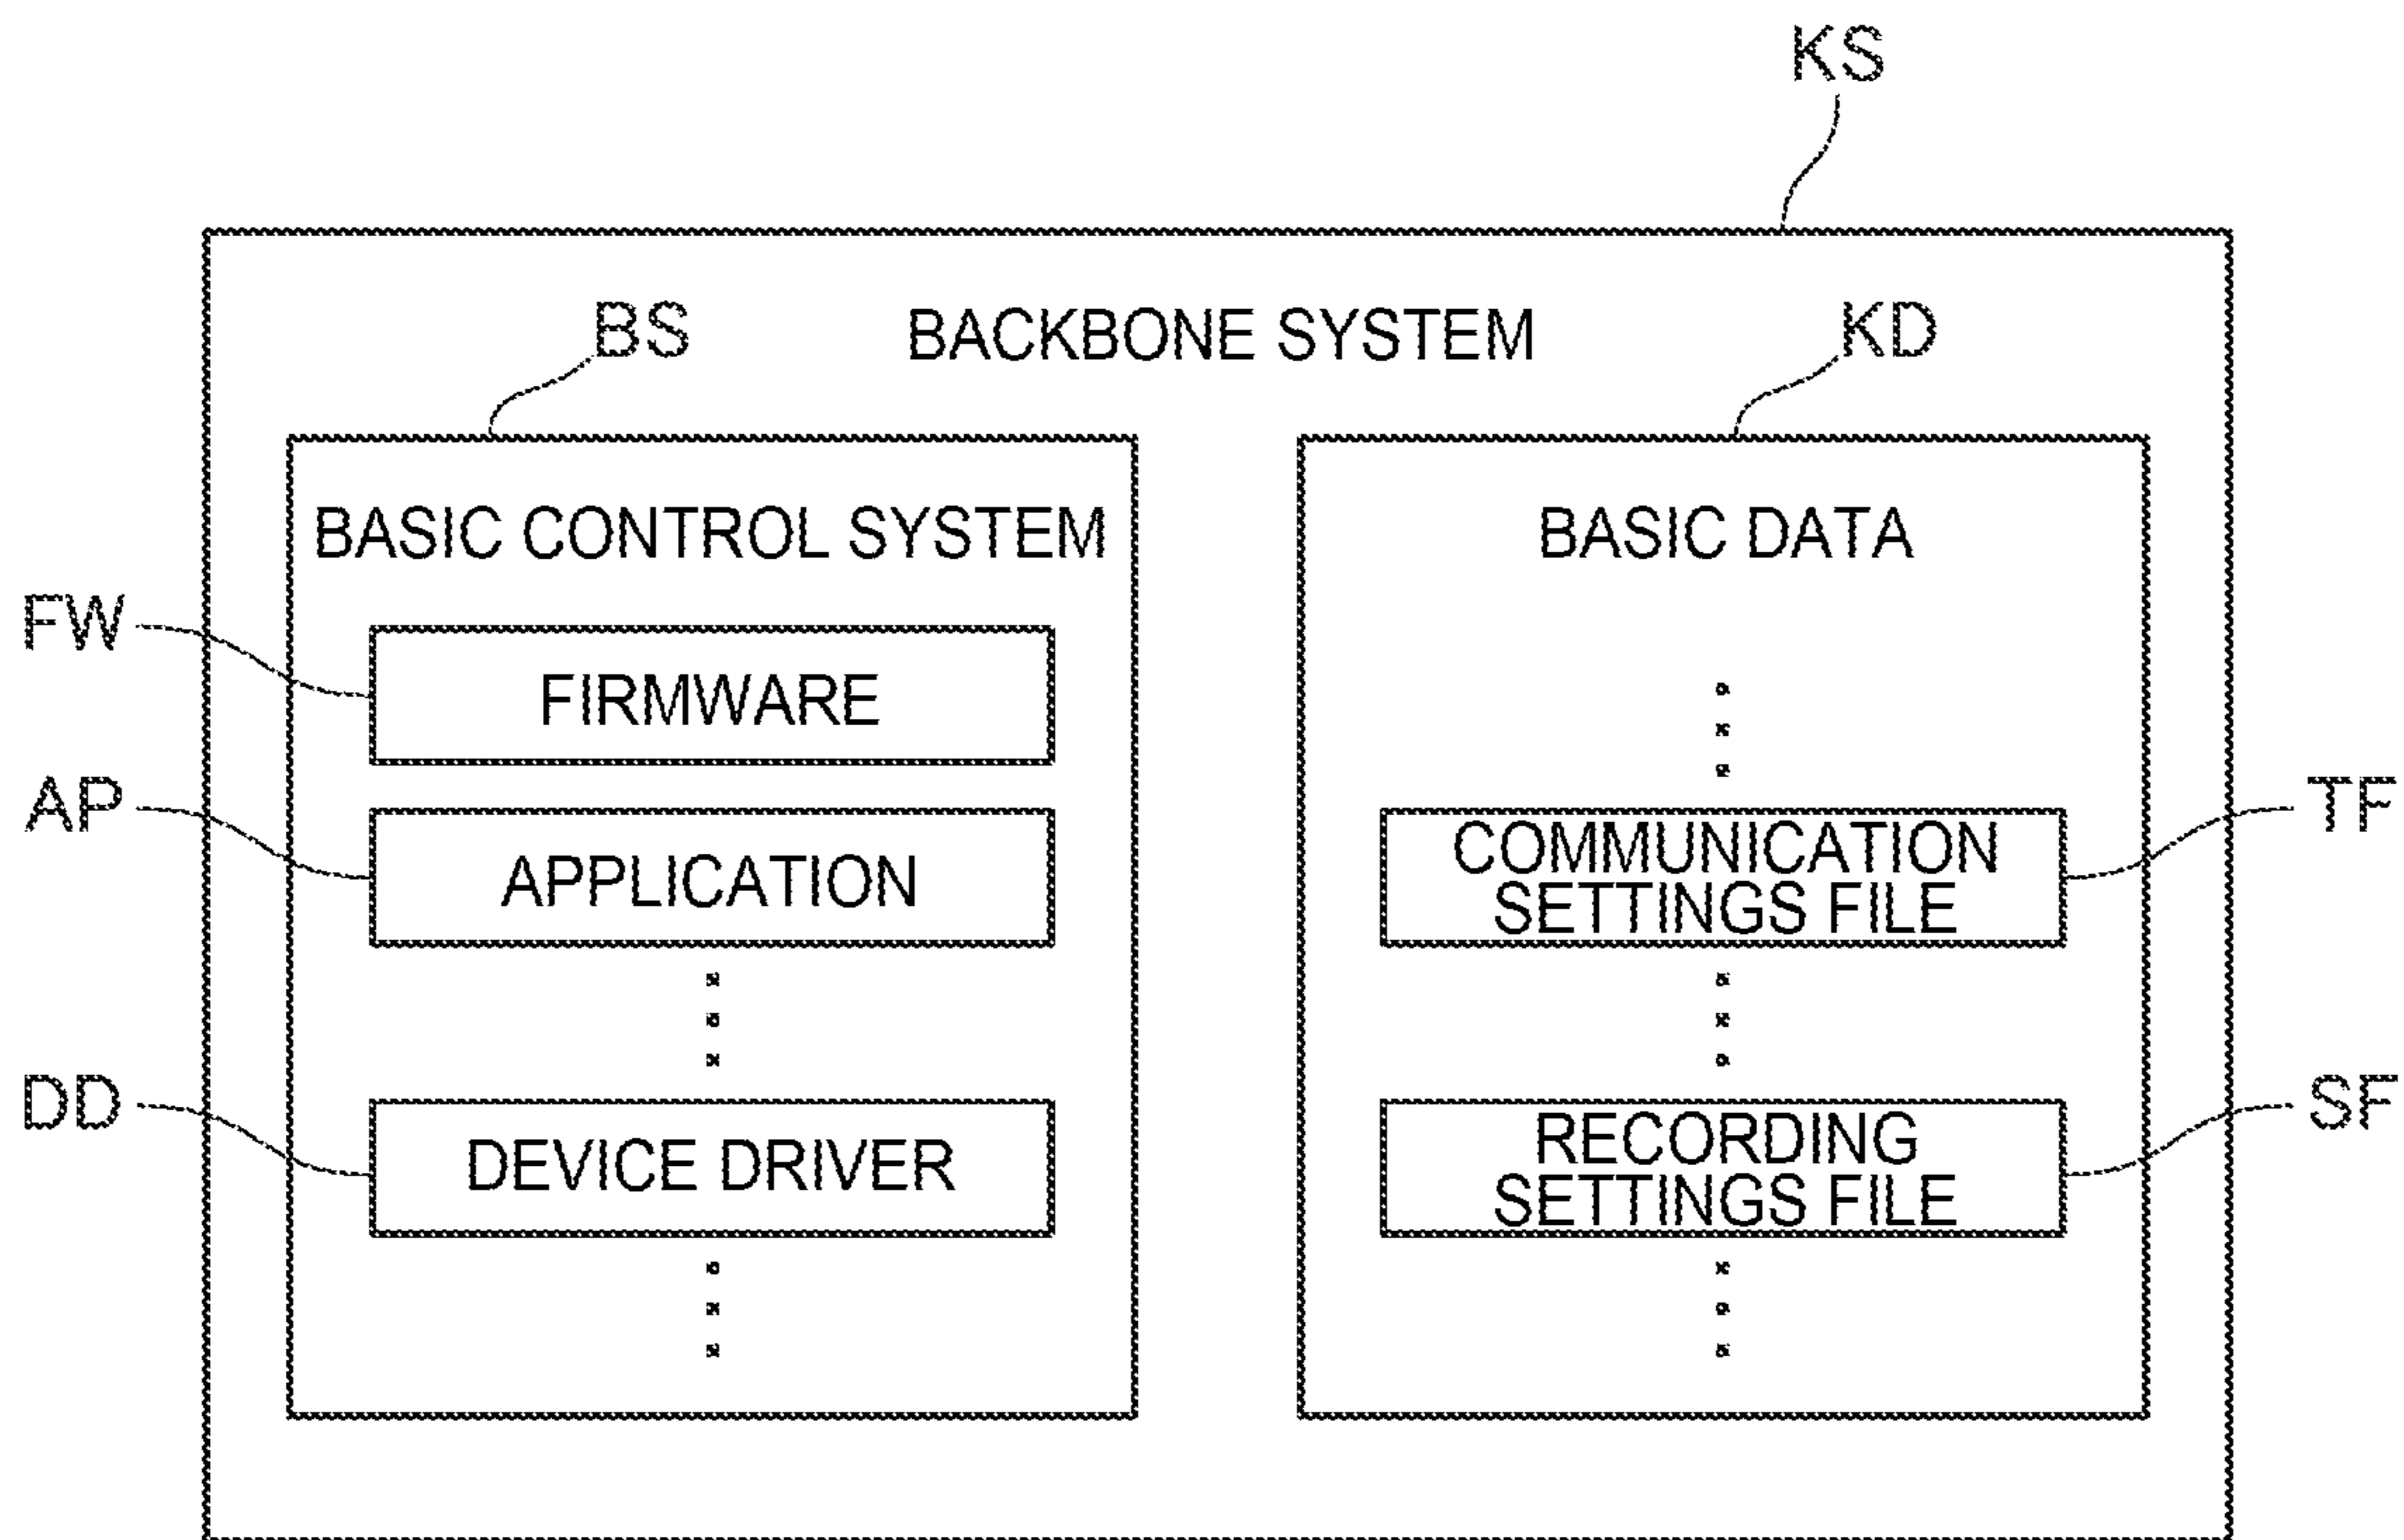 KS
BACKBONE SYSTEM
BS
KD
BASIC CONTROL SYSTEM
BASIC DATA
FW
FIRMWARE
AP
APPLICATION
TF
COMMUNICATION
SETTINGS FILE
DD
DEVICE DRIVER
SF
RECORDING
SETTINGS FILE